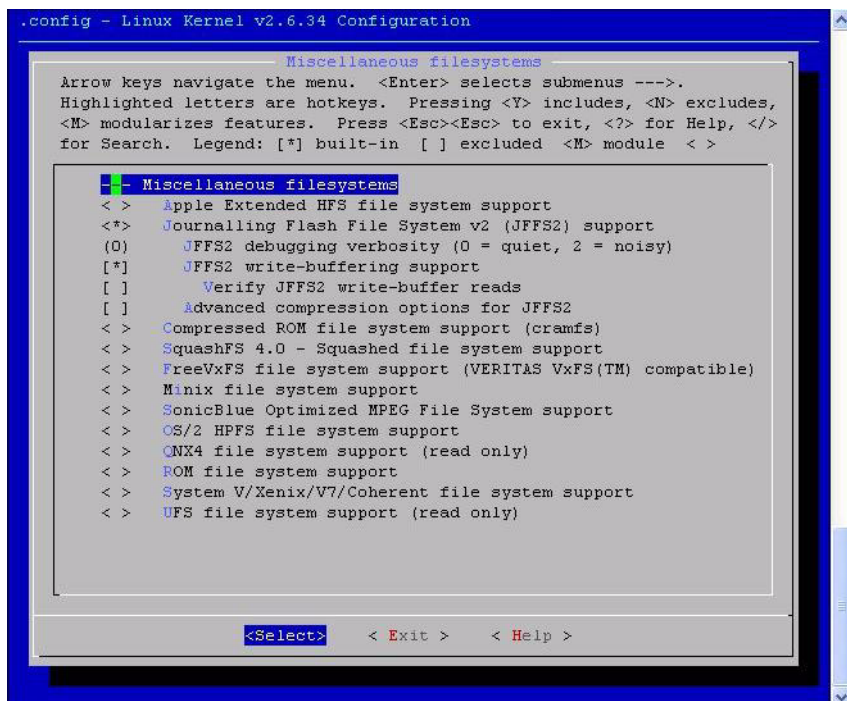 .config - Linux Kernel v2.6.34 Configuration
Miscellaneous filesystems
Arrow keys navigate the menu.  <Enter> selects submenus --->.
Highlighted letters are hotkeys.  Pressing <Y> includes, <N> excludes,
<M> modularizes features.  Press <Esc><Esc> to exit, <?> for Help, </>
for Search.  Legend: [*] built-in  [ ] excluded  <M> module  < >
--- Miscellaneous filesystems
< >   Apple Extended HFS file system support
<*>   Journalling Flash File System v2 (JFFS2) support
(0)     JFFS2 debugging verbosity (0 = quiet, 2 = noisy)
[*]     JFFS2 write-buffering support
[ ]       Verify JFFS2 write-buffer reads
[ ]     Advanced compression options for JFFS2
< >   Compressed ROM file system support (cramfs)
< >   SquashFS 4.0 - Squashed file system support
< >   FreeVxFS file system support (VERITAS VxFS(TM) compatible)
< >   Minix file system support
< >   SonicBlue Optimized MPEG File System support
< >   OS/2 HPFS file system support
< >   QNX4 file system support (read only)
< >   ROM file system support
< >   System V/Xenix/V7/Coherent file system support
< >   UFS file system support (read only)
<Select>    < Exit >    < Help >